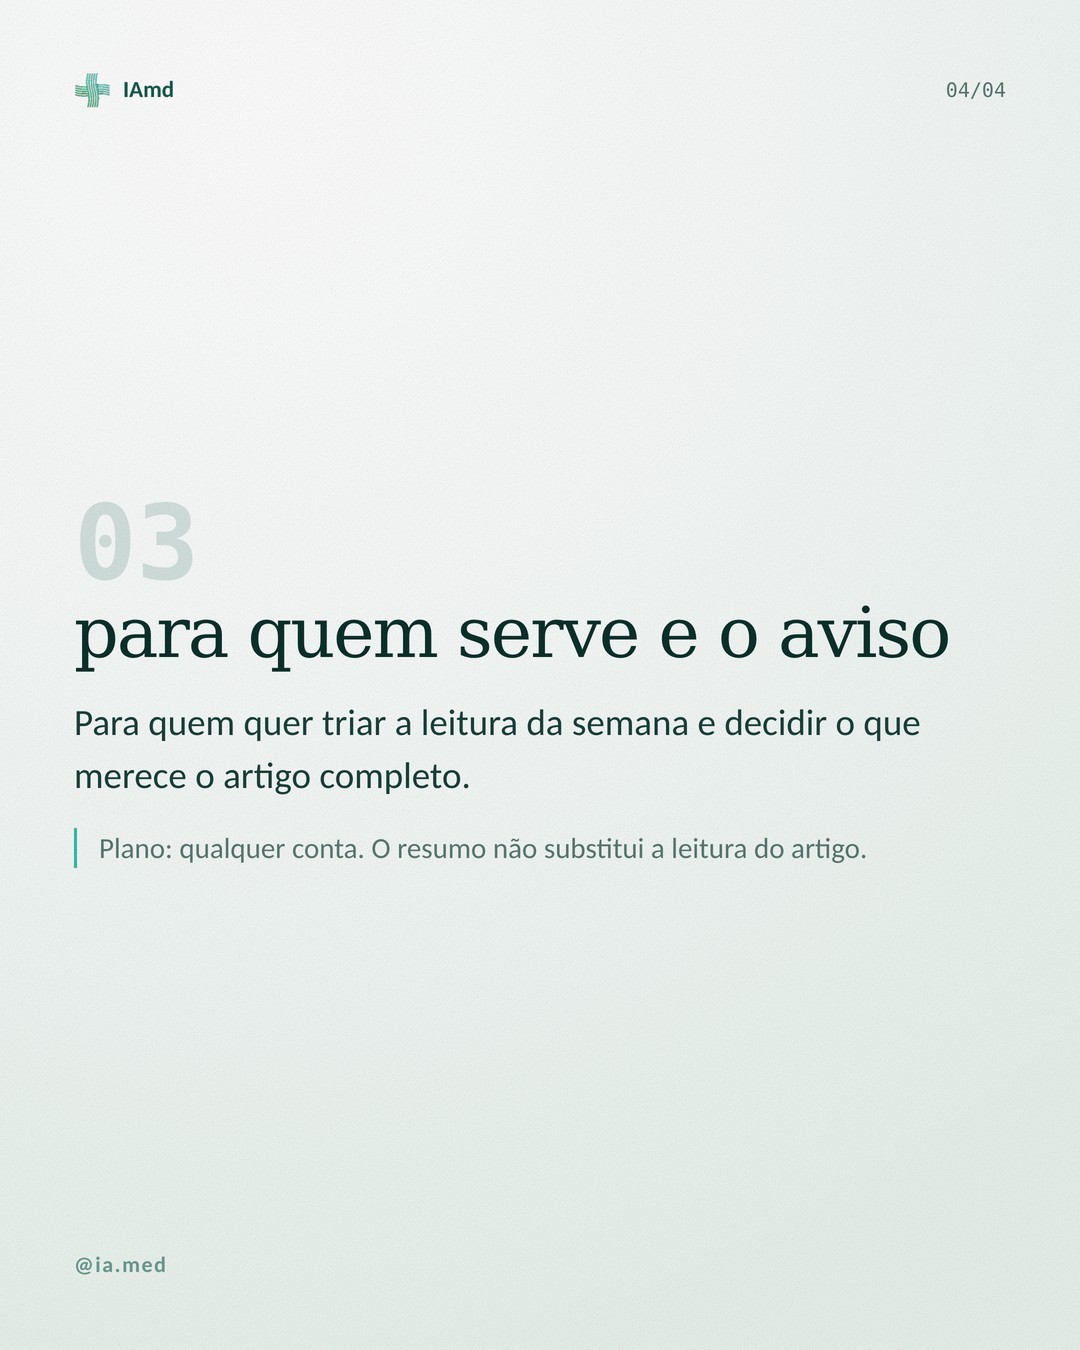 IAmd
04/04
03
para quem serve e o aviso
Para quem quer triar a leitura da semana e decidir o que
merece o artigo completo.
Plano: qualquer conta. O resumo não substitui a leitura do artigo.
@ia.med